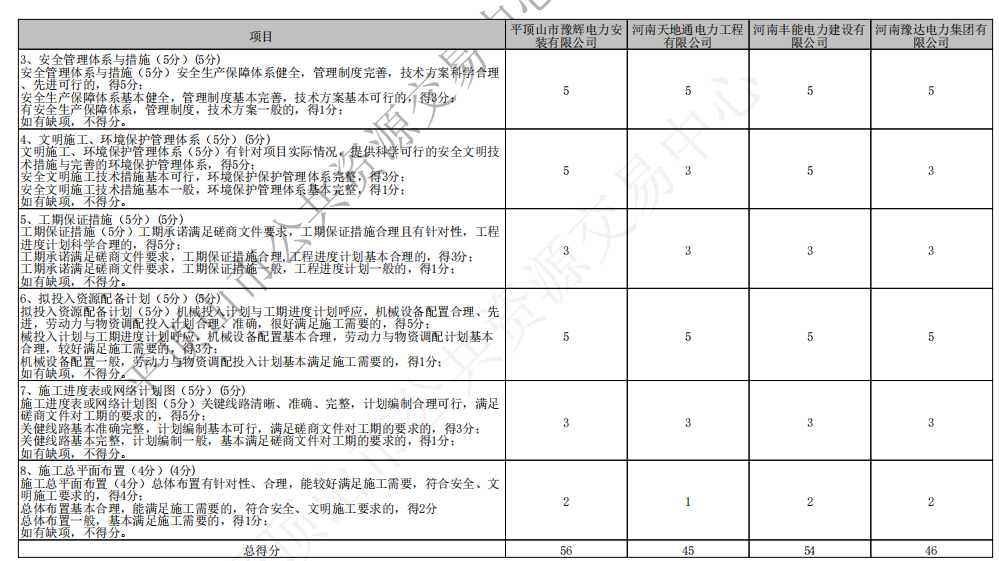 项目
平顶山市豫辉电力安
装有限公司
河南天地通电力工程
有限公司
河南丰能电力建设有
限公司
河南豫达电力集团有
限公司
3、安全管理体系与措施（5分）(5分)
安全管理体系与措施（5分）安全生产保障体系健全，管理制度完善，技术方案科学合理
、先进可行的，得5分；
安全生产保障体系基本健全，管理制度基本完善，技术方案基本可行的，得3分；
有安全生产保障体系，管理制度，技术方案一般的，得1分；
如有缺项，不得分。
5 5 5 5
4、文明施工、环境保护管理体系（5分）(5分)
文明施工、环境保护管理体系（5分）有针对项目实际情况，提供科学可行的安全文明技
术措施与完善的环境保护管理体系，得5分；
安全文明施工技术措施基本可行，环境保护保护管理体系完整，得3分；
安全文明施工技术措施基本一般，环境保护管理体系基本完整，得1分；
如有缺项，不得分。
5 3 5 3
5、工期保证措施（5分）(5分)
工期保证措施（5分）工期承诺满足磋商文件要求，工期保证措施合理且有针对性，工程
进度计划科学合理的，得5分；
工期承诺满足磋商文件要求，工期保证措施合理,工程进度计划基本合理的，得3分；
工期承诺满足磋商文件要求，工期保证措施一般，工程进度计划一般的，得1分；
如有缺项，不得分。
3 3 3 3
6、拟投入资源配备计划（5分）(5分)
拟投入资源配备计划（5分）机械投入计划与工期进度计划呼应，机械设备配置合理、先
进，劳动力与物资调配投入计划合理、准确，很好满足施工需要的，得5分；
械投入计划与工期进度计划呼应，机械设备配置基本合理，劳动力与物资调配计划基本
合理，较好满足施工需要的，得3分；
机械设备配置一般，劳动力与物资调配投入计划基本满足施工需要的，得1分；
如有缺项，不得分。
5 5 5 5
7、施工进度表或网络计划图（5分）(5分)
施工进度表或网络计划图（5分）关键线路清晰、准确、完整，计划编制合理可行，满足
磋商文件对工期的要求的，得5分；
关健线路基本准确完整，计划编制基本可行，满足磋商文件对工期的要求的，得3分；
关健线路基本完整，计划编制一般，基本满足磋商文件对工期的要求的，得1分；
如有缺项，不得分。
3 3 3 3
8、施工总平面布置（4分）(4分)
施工总平面布置（4分）总体布置有针对性、合理，能较好满足施工需要，符合安全、文
明施工要求的，得4分；
总体布置基本合理，能满足施工需要的，符合安全、文明施工要求的，得2分
总体布置一般，基本满足施工需要的，得1分；
如有缺项，不得分。
2 1 2 2
总得分 56 45 54 46
平顶山市公共资源交易中心
平顶山市公共资源交易中心